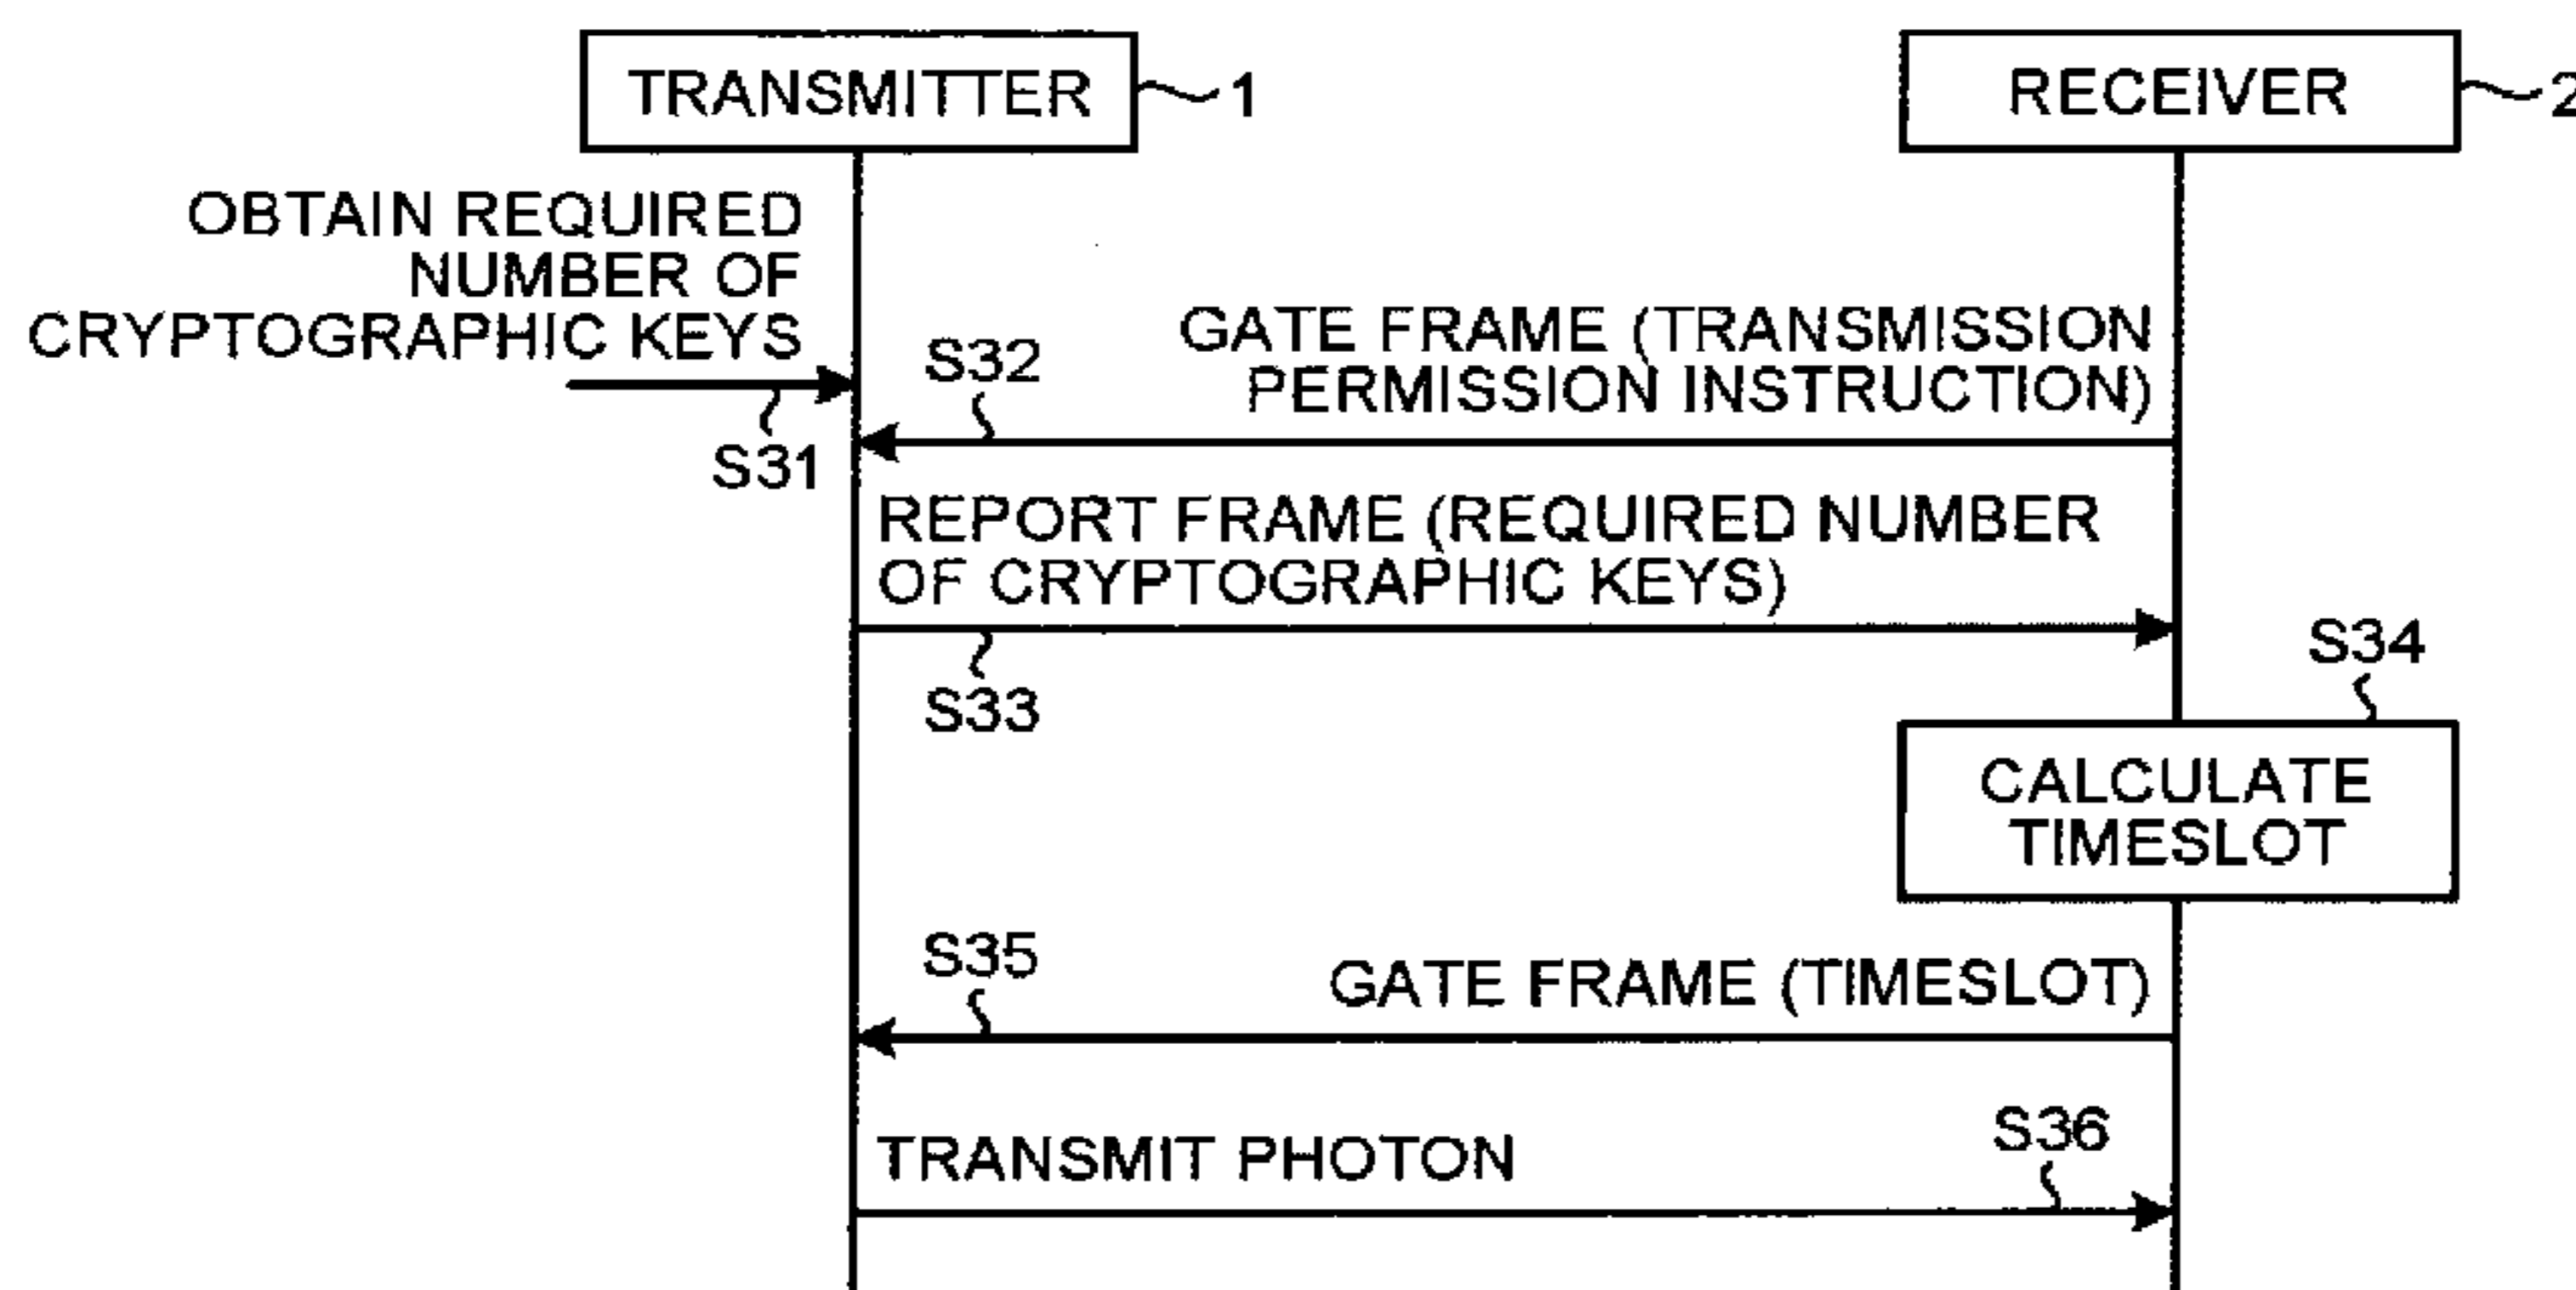 TRANSMITTER
1
RECEIVER
2
OBTAIN REQUIRED
NUMBER OF
CRYPTOGRAPHIC KEYS
S31
S32
GATE FRAME (TRANSMISSION
PERMISSION INSTRUCTION)
REPORT FRAME (REQUIRED NUMBER
OF CRYPTOGRAPHIC KEYS)
S33
S34
CALCULATE
TIMESLOT
S35
GATE FRAME (TIMESLOT)
TRANSMIT PHOTON
S36